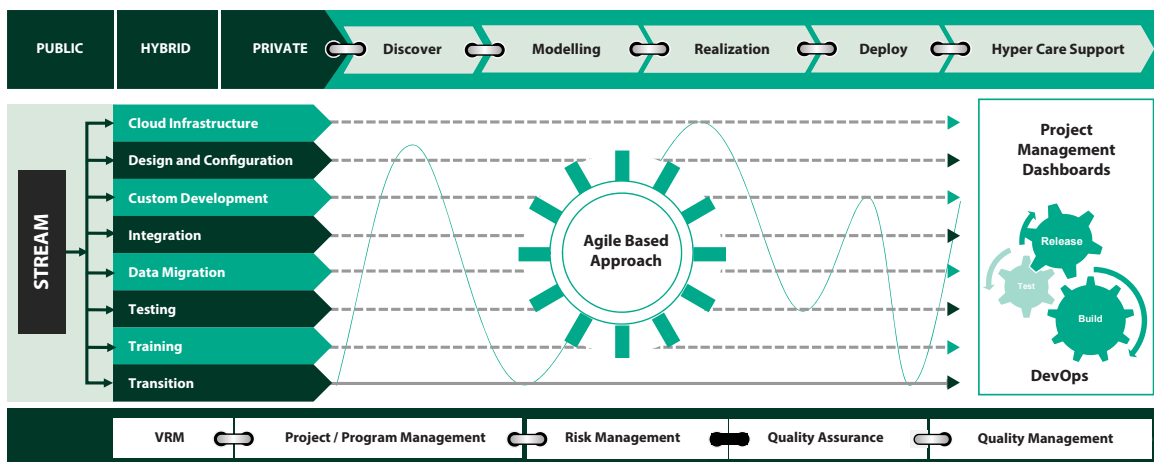 PUBLIC
HYBRID
PRIVATE
Discover
Modelling
Realization
Deploy
Hyper Care Support
STREAM
Cloud Infrastructure
Design and Configuration
Custom Development
Integration
Data Migration
Testing
Training
Transition
Agile Based
Approach
Project
Management
Dashboards
Release
Test
Build
DevOps
VRM
Project / Program Management
Risk Management
Quality Assurance
Quality Management